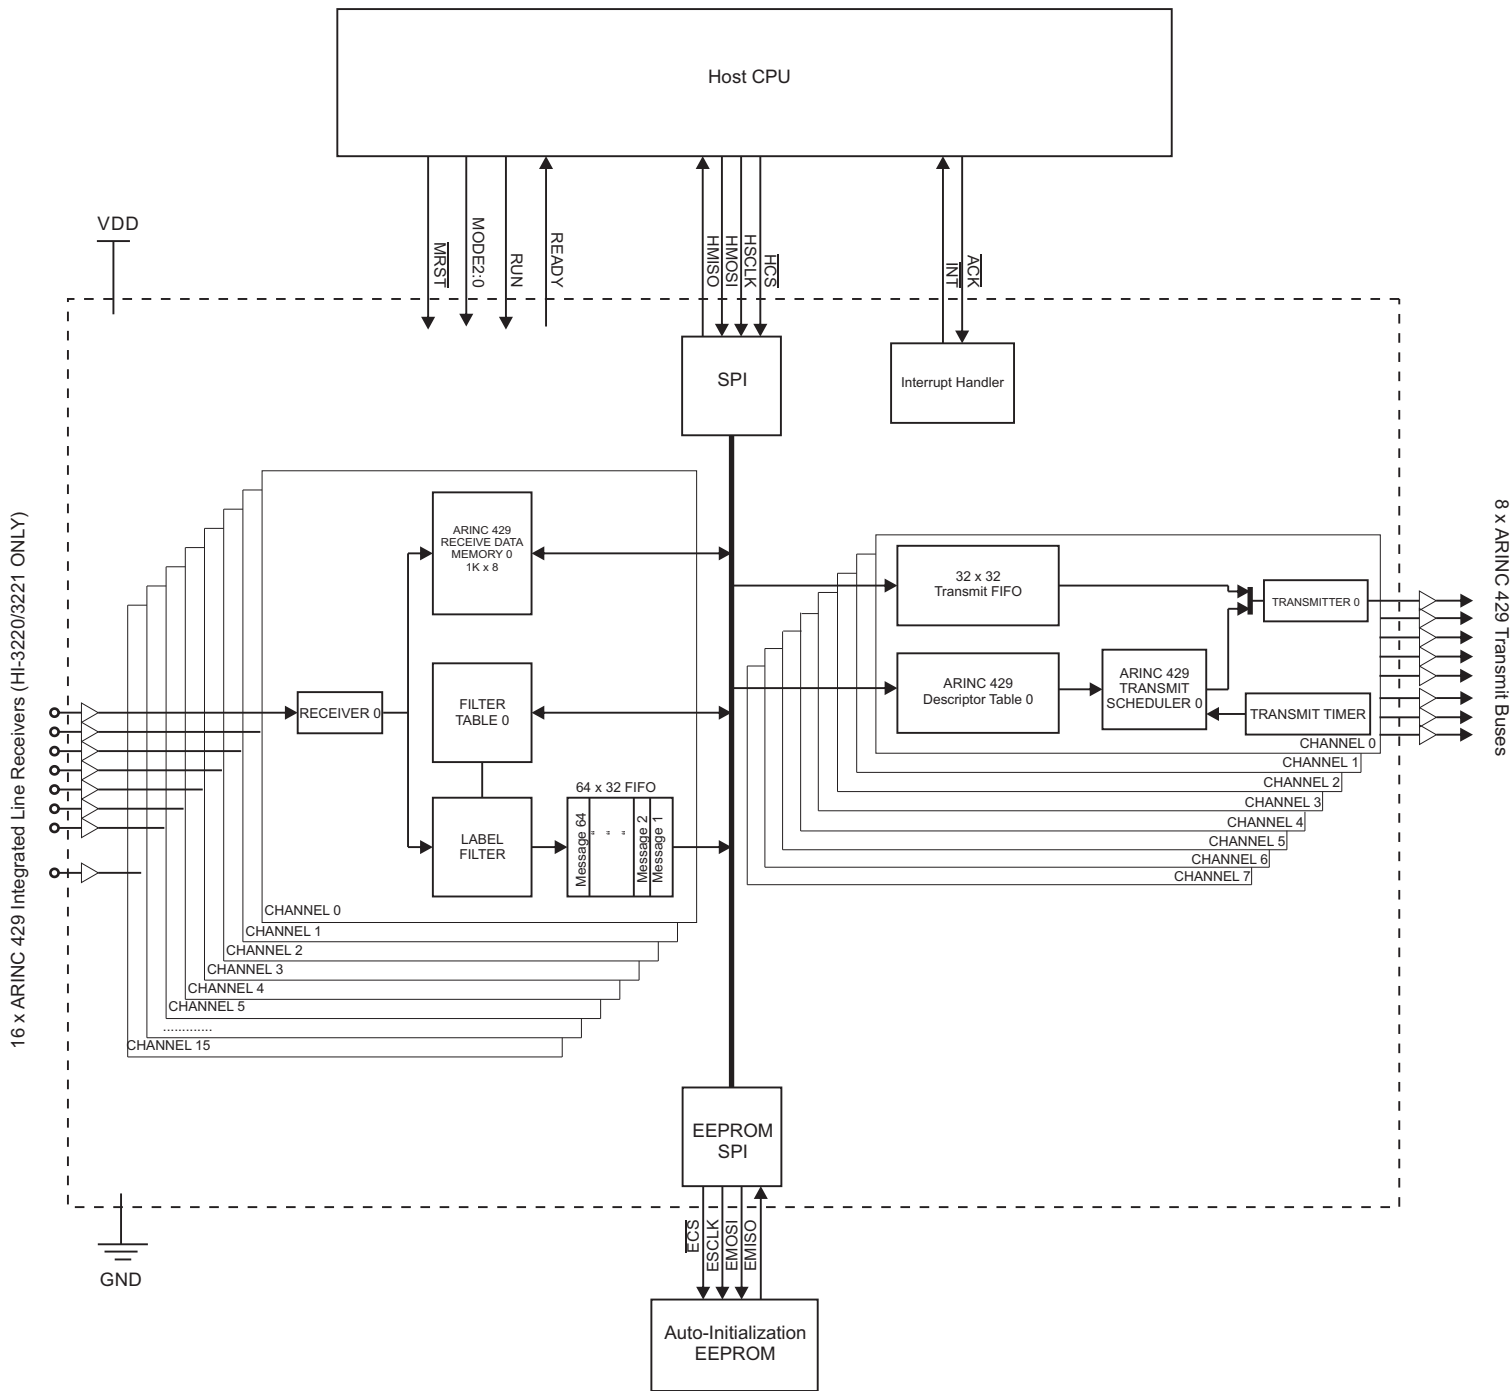 Host CPU
VDD
MRST
MODE2:0
RUN
READY
HMISO
HMOSI
HSCLK
HCS
INT
ACK
SPI
Interrupt Handler
16 x ARINC 429 Integrated Line Receivers (HI-3220/3221 ONLY)
ARINC 429
RECEIVE DATA
MEMORY 0
1K x 8
RECEIVER 0
FILTER
TABLE 0
LABEL
FILTER
64 x 32 FIFO
Message 64
" " "
Message 2
Message 1
CHANNEL 0
CHANNEL 1
CHANNEL 2
CHANNEL 3
CHANNEL 4
CHANNEL 5
.............
CHANNEL 15
32 x 32
Transmit FIFO
TRANSMITTER 0
ARINC 429
Descriptor Table 0
ARINC 429
TRANSMIT
SCHEDULER 0
TRANSMIT TIMER
CHANNEL 0
CHANNEL 1
CHANNEL 2
CHANNEL 3
CHANNEL 4
CHANNEL 5
CHANNEL 6
CHANNEL 7
8 x ARINC 429 Transmit Buses
EEPROM
SPI
ECS
ESCLK
EMOSI
EMISO
GND
Auto-Initialization
EEPROM